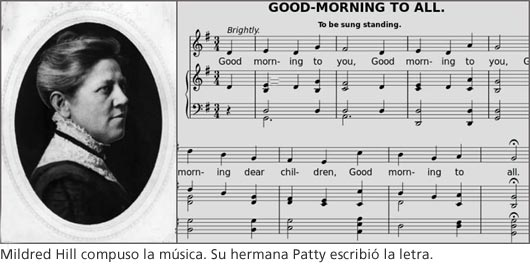 GOOD-MORNING TO ALL.
To be sung standing.
Brightly.
Good morn- ing to you, Good morn- ing to you, G
morn- ing dear chil- dren, Good morn- ing to all.
Mildred Hill compuso la música. Su hermana Patty escribió la letra.